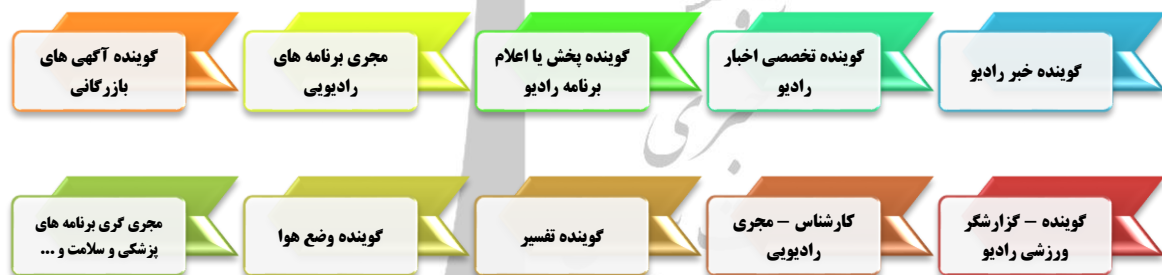 گوینده خبر رادیو
گوینده تخصصی اخبار
رادیو
گوینده پخش یا اعلام
برنامه رادیو
مجری برنامه های
رادیویی
گوینده آگهی های
بازرگانی
گوینده – گزارشگر
ورزشی رادیو
کارشناس – مجری
رادیویی
گوینده تفسیر
گوینده وضع هوا
مجری گری برنامه های
پزشکی و سلامت و ...